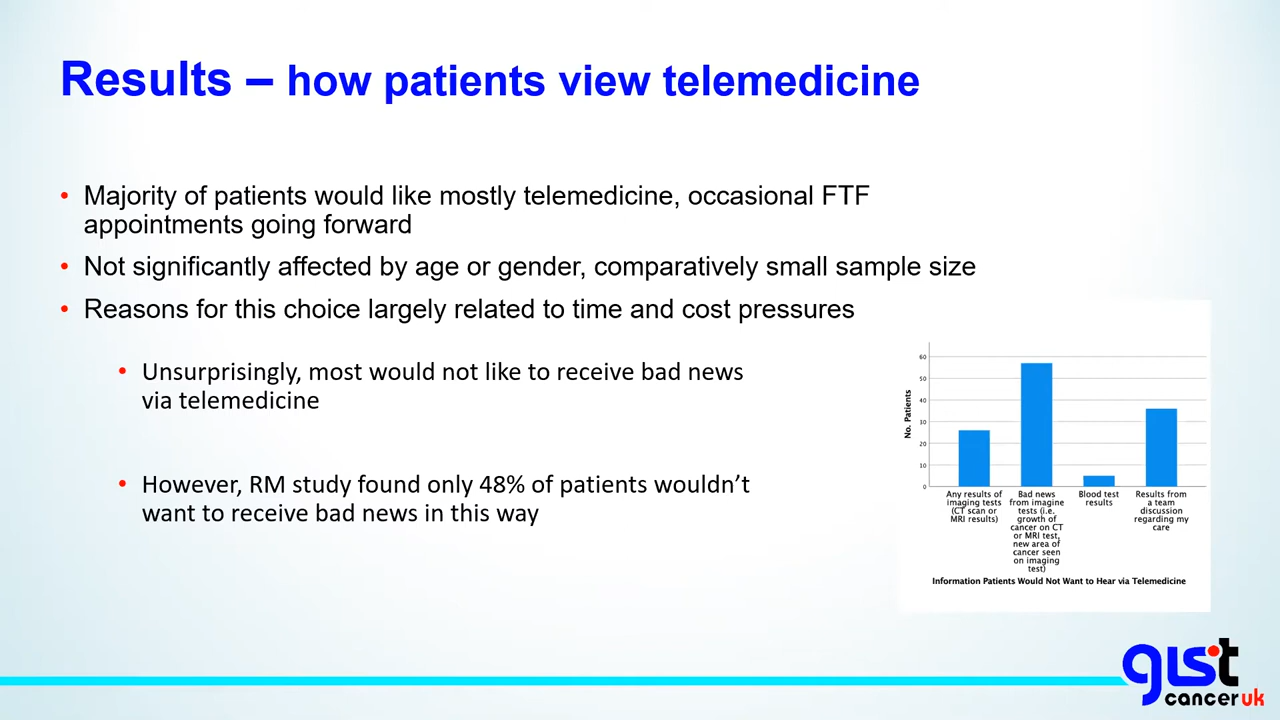 Results – how patients view telemedicine
• Majority of patients would like mostly telemedicine, occasional FTF
appointments going forward
• Not significantly affected by age or gender, comparatively small sample size
• Reasons for this choice largely related to time and cost pressures
• Unsurprisingly, most would not like to receive bad news
via telemedicine
• However, RM study found only 48% of patients wouldn't
want to receive bad news in this way
No. Patients
60
50
40
30
20
10
0
Any results of
imaging tests
(CT scan or
MRI results)
Bad news
from imagine
tests (i.e.
growth of
cancer on CT
or MRI test,
new area of
cancer seen
on imaging
test)
Blood test
results
Results from
a team
discussion
regarding my
care
Information Patients Would Not Want to Hear via Telemedicine
gist
cancer uk